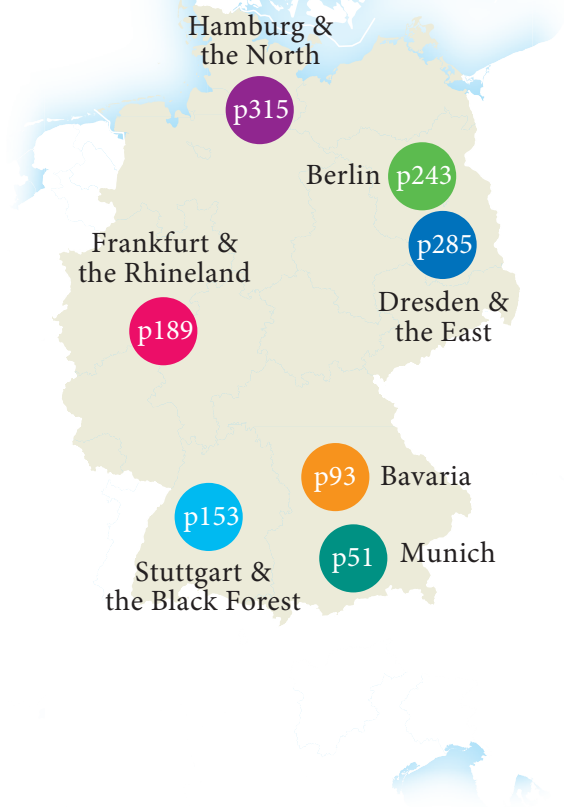 Hamburg &
the North
p315
Berlin
p243
p285
Dresden &
the East
Frankfurt &
the Rhineland
p189
p93
Bavaria
p153
Stuttgart &
the Black Forest
p51
Munich